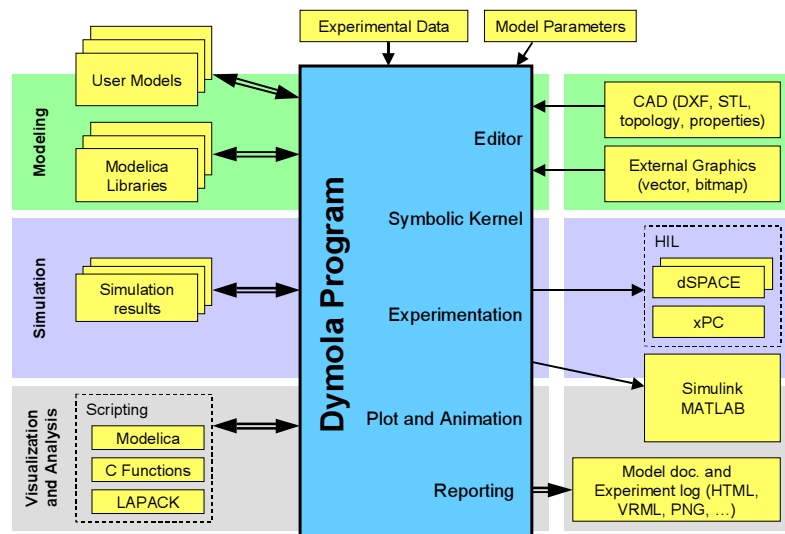 Experimental Data
Model Parameters
Modeling
User Models
Modelica
Libraries
Dymola Program
Editor
CAD (DXF, STL,
topology, properties)
External Graphics
(vector, bitmap)
Symbolic Kernel
Simulation
Simulation
results
Experimentation
HIL
dSPACE
xPC
Simulink
MATLAB
Visualization
and Analysis
Scripting
Modelica
C Functions
LAPACK
Plot and Animation
Reporting
Model doc. and
Experiment log (HTML,
VRML, PNG, …)